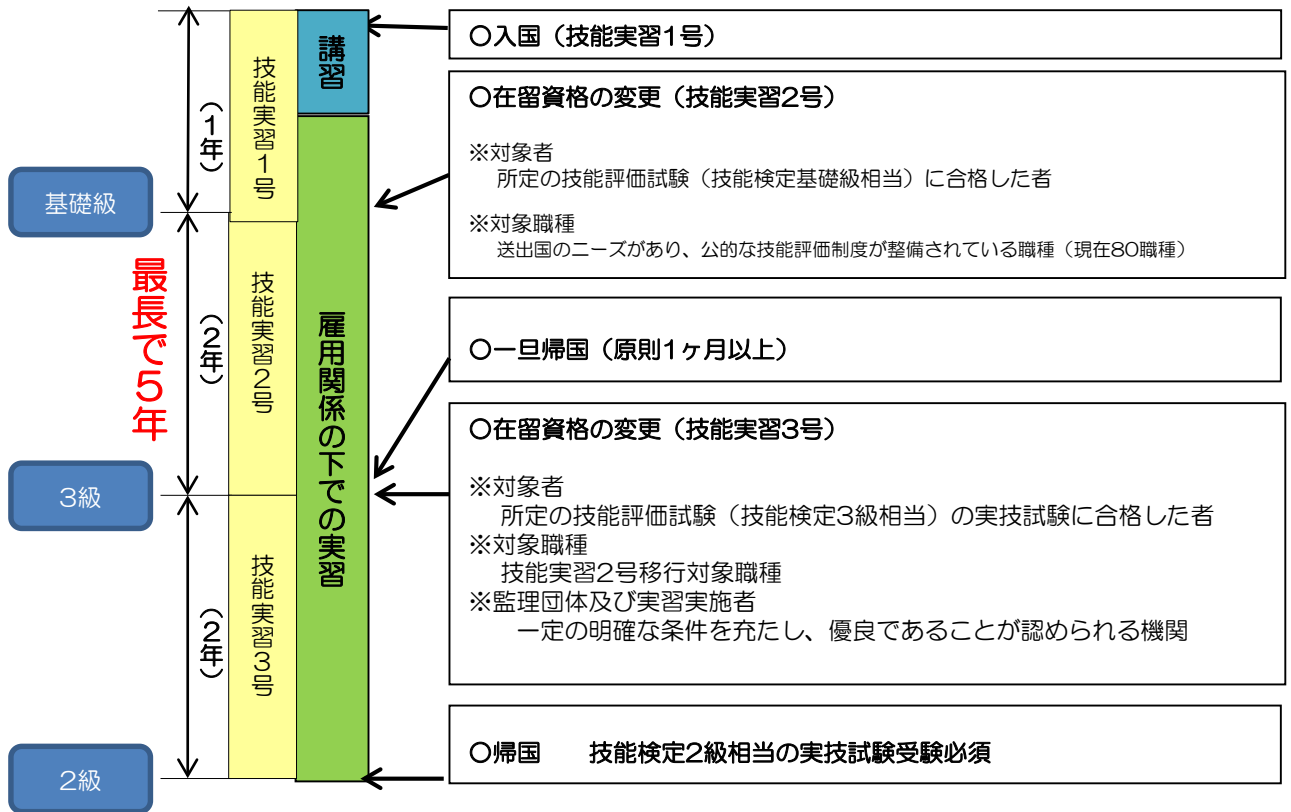 講習
技能実習1号
(1年)
基礎級
最長で5年
技能実習2号
(2年)
雇用関係の下での実習
3級
技能実習3号
(2年)
2級
○入国(技能実習1号)
○在留資格の変更(技能実習2号)
※対象者
所定の技能評価試験(技能検定基礎級相当)に合格した者
※対象職種
送出国のニーズがあり、公的な技能評価制度が整備されている職種(現在80職種)
○一旦帰国(原則1ヶ月以上)
○在留資格の変更(技能実習3号)
※対象者
所定の技能評価試験(技能検定3級相当)の実技試験に合格した者
※対象職種
技能実習2号移行対象職種
※監理団体及び実習実施者
一定の明確な条件を充たし、優良であることが認められる機関
○帰国 技能検定2級相当の実技試験受験必須